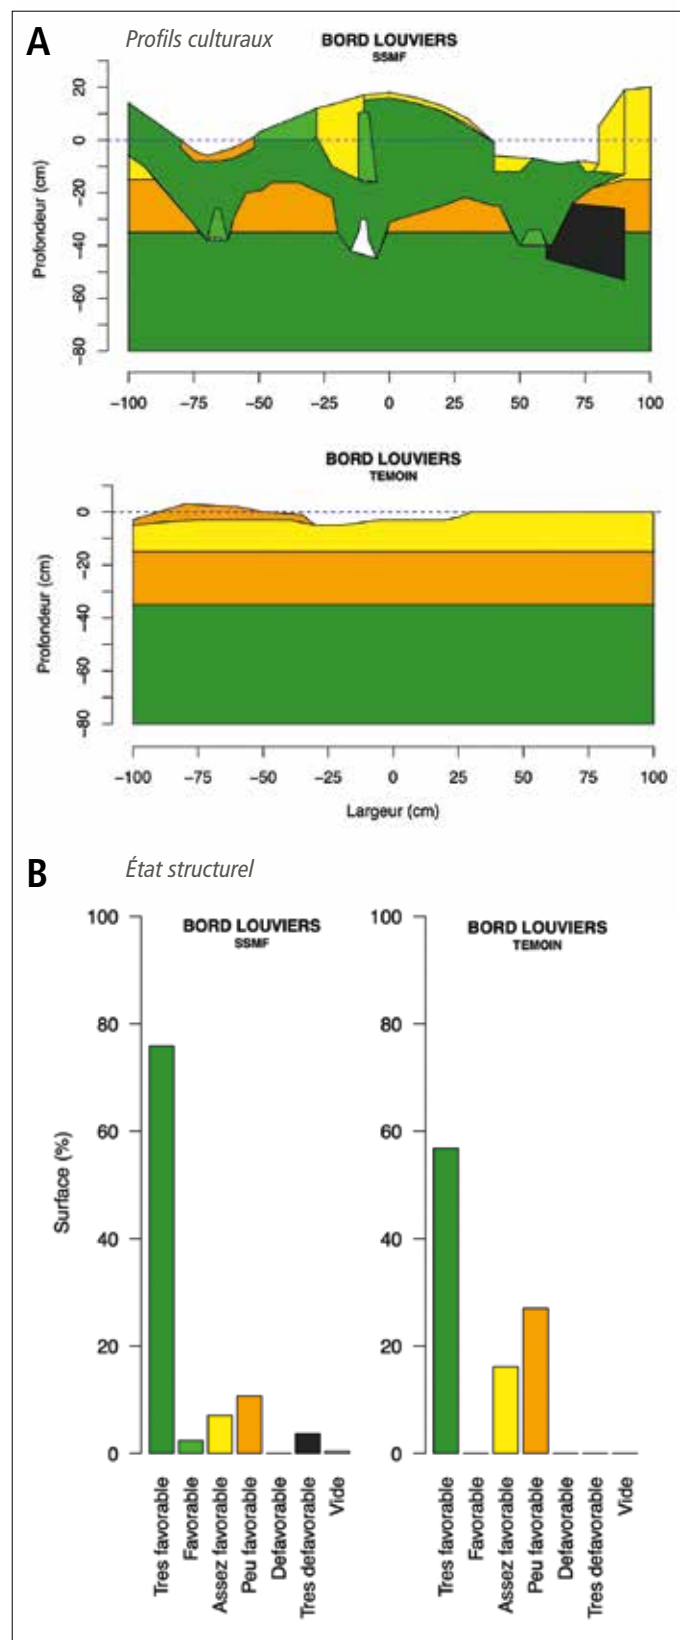 A
Profils culturaux
BORD LOUVIERS
SSMF
Profondeur (cm)
20
0
−20
−40
−60
−80
−100 −75 −50 −25 0 25 50 75 100
BORD LOUVIERS
TEMOIN
Profondeur (cm)
0
−20
−40
−60
−80
−100 −75 −50 −25 0 25 50 75 100
Largeur (cm)
B
État structurel
BORD LOUVIERS
SSMF
Surface (%)
100
80
60
40
20
0
Tres favorable
Favorable
Assez favorable
Peu favorable
Defavorable
Tres defavorable
Vide
BORD LOUVIERS
TEMOIN
100
80
60
40
20
0
Tres favorable
Favorable
Assez favorable
Peu favorable
Defavorable
Tres defavorable
Vide